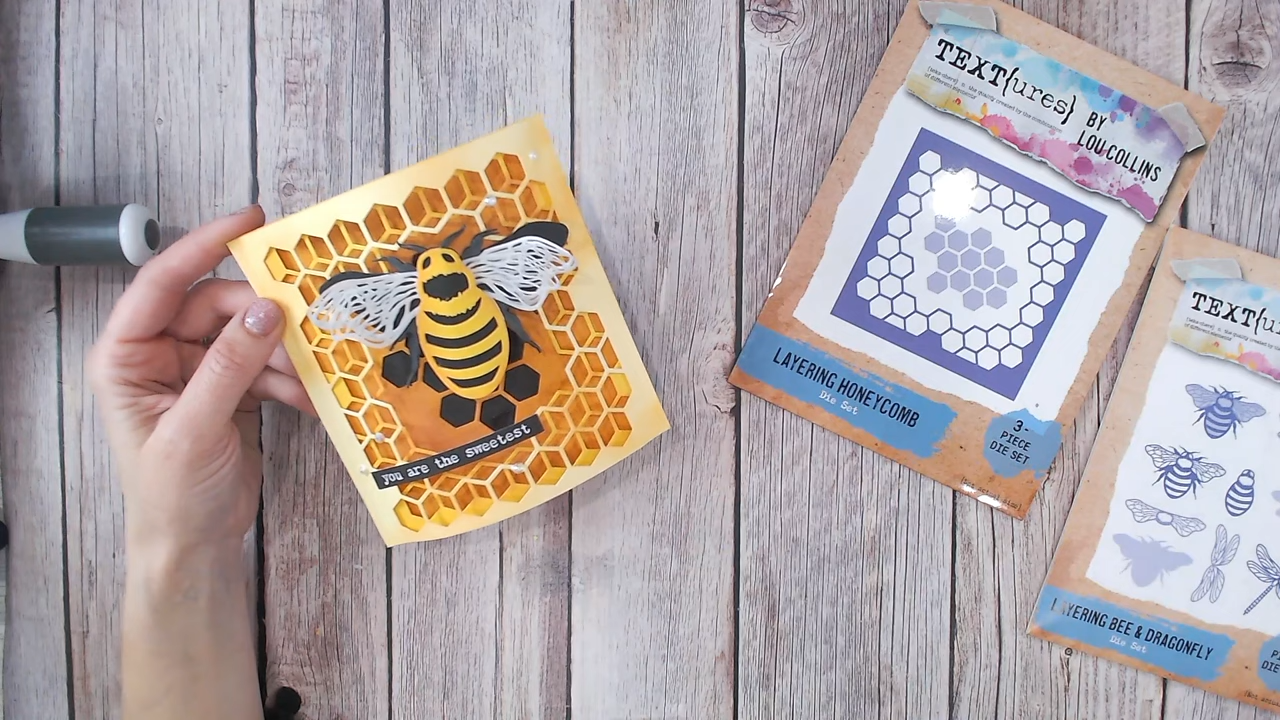 you are the sweetest
TEXT{ures} BY
LOU COLLINS
LAYERING HONEYCOMB
Die Set
3-
PIECE
DIE SET
TEXT{u
LAYERING BEE & DRAGONFLY
Die Set
DIE